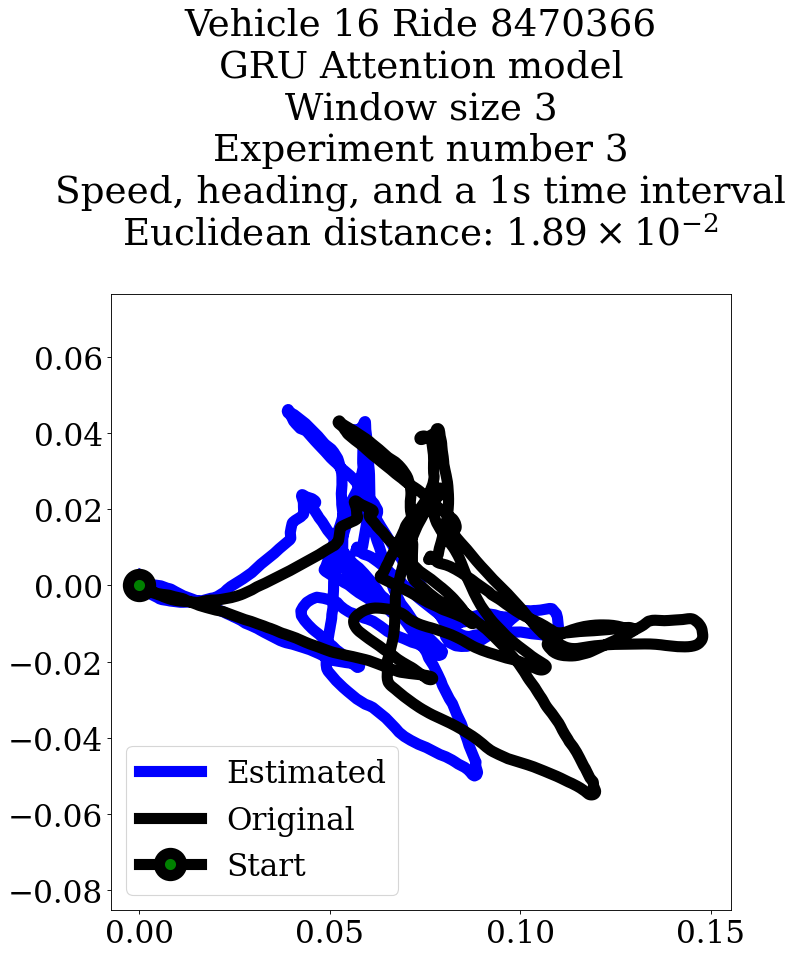 Vehicle 16 Ride 8470366
GRU Attention model
Window size 3
Experiment number 3
Speed, heading, and a 1s time interval
Euclidean distance: 1.89 × 10⁻²
0.06
0.04
0.02
0.00
−0.02
−0.04
−0.06
−0.08
Estimated
Original
Start
0.00 0.05 0.10 0.15